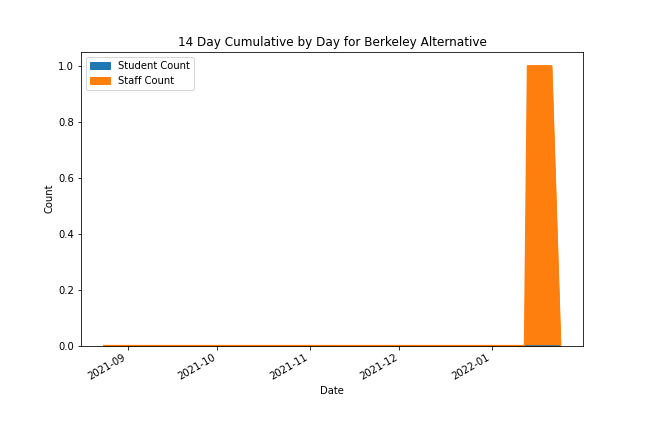 14 Day Cumulative by Day for Berkeley Alternative
Student Count
Staff Count
1.0
0.8
0.6
0.4
0.2
0.0
Count
2021-09
2021-10
2021-11
2021-12
2022-01
Date